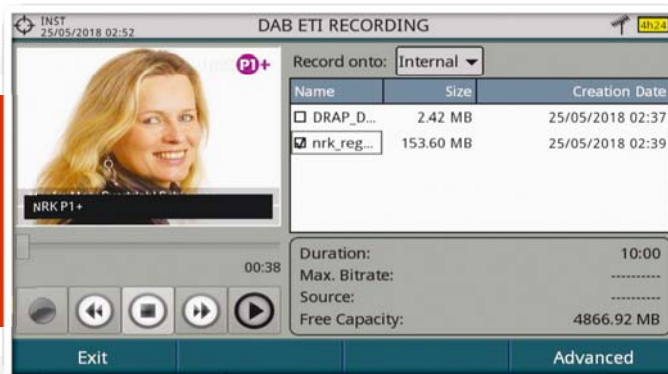 INST
25/05/2018 02:52
DAB ETI RECORDING
4h24
P1+
NRK P1+
00:38
Record onto: Internal
Name Size Creation Date
DRAP_D... 2.42 MB 25/05/2018 02:37
nrk_reg... 153.60 MB 25/05/2018 02:39
Duration: 10:00
Max. Bitrate: ----------
Source: ----------
Free Capacity: 4866.92 MB
Exit
Advanced